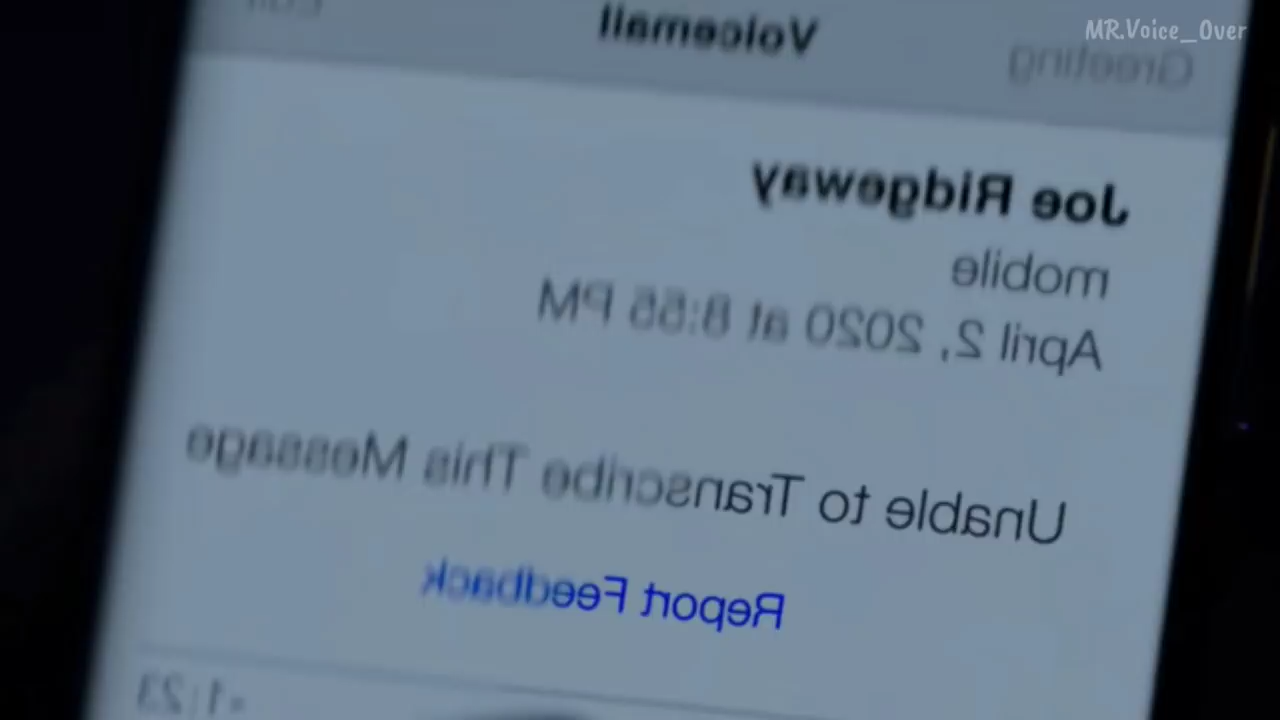 MR.Voice_Over
Greeting Voicemail Edit
Joe Ridgeway
mobile
April 2, 2020 at 8:55 PM
Unable to Transcribe This Message
Report Feedback
-1:23